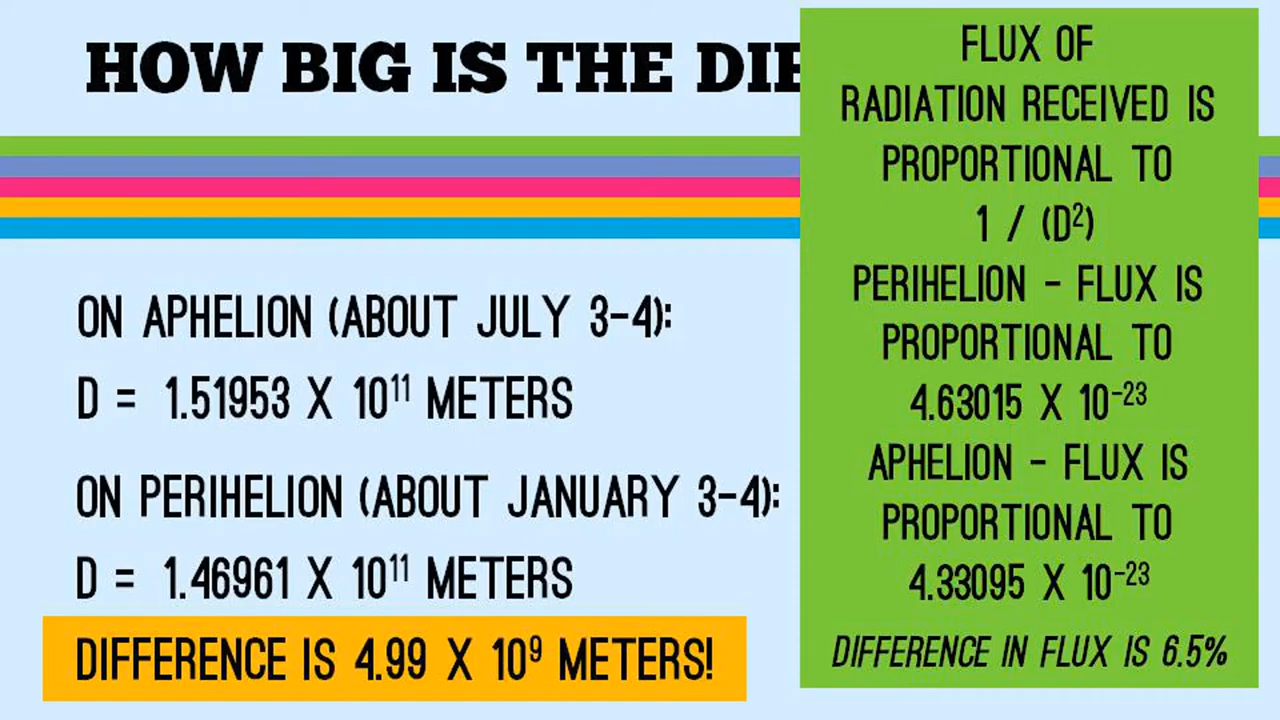 HOW BIG IS THE
ON APHELION (ABOUT JULY 3-4):
D = 1.51953 X 10¹¹ METERS
ON PERIHELION (ABOUT JANUARY 3-4):
D = 1.46961 X 10¹¹ METERS
DIFFERENCE IS 4.99 X 10⁹ METERS!
FLUX OF
RADIATION RECEIVED IS
PROPORTIONAL TO
1 / (D²)
PERIHELION - FLUX IS
PROPORTIONAL TO
4.63015 X 10⁻²³
APHELION - FLUX IS
PROPORTIONAL TO
4.33095 X 10⁻²³
DIFFERENCE IN FLUX IS 6.5%